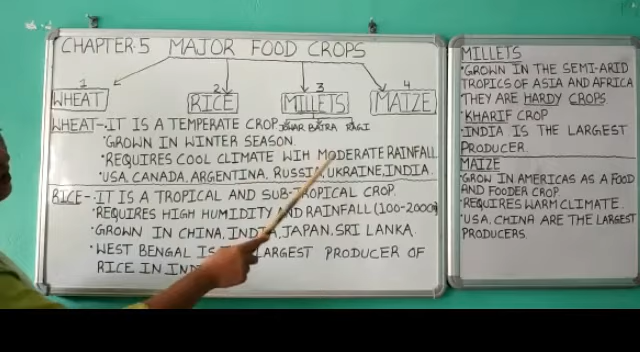 CHAPTER-5 MAJOR FOOD CROPS
1 2 3 4
WHEAT RICE MILLETS MAIZE
JOWAR BAJRA RAGI
WHEAT-·IT IS A TEMPERATE CROP
·GROWN IN WINTER SEASON.
·REQUIRES COOL CLIMATE WIH MODERATE RAINFALL
·USA, CANADA, ARGENTINA, RUSSIA, UKRAINE, INDIA.
RICE-·IT IS A TROPICAL AND SUB-TROPICAL CROP.
·REQUIRES HIGH HUMIDITY AND RAINFALL (100-200
·GROWN IN CHINA, INDIA, JAPAN, SRI LANKA.
·WEST BENGAL IS LARGEST PRODUCER OF
RICE IN
MILLETS
·GROWN IN THE SEMI-ARID
TROPICS OF ASIA AND AFRICA
THEY ARE HARDY CROPS
·KHARIF CROP
·INDIA IS THE LARGEST
PRODUCER.
MAIZE
·GROW IN AMERICAS AS A FOOD
AND FOODER CROP.
·REQUIRES WARM CLIMATE.
·USA, CHINA ARE THE LARGEST
PRODUCERS.